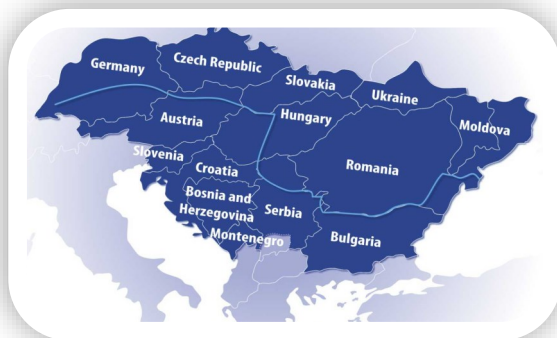 Germany
Czech Republic
Slovakia
Ukraine
Moldova
Austria
Hungary
Romania
Slovenia
Croatia
Bosnia and
Herzegovina
Serbia
Montenegro
Bulgaria